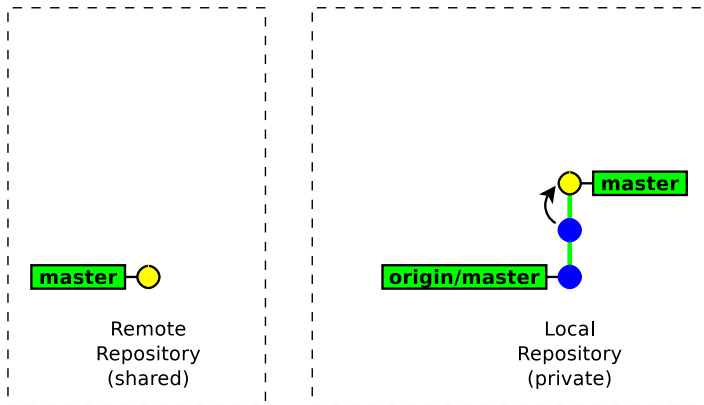 master
master
origin/master
Remote
Repository
(shared)
Local
Repository
(private)